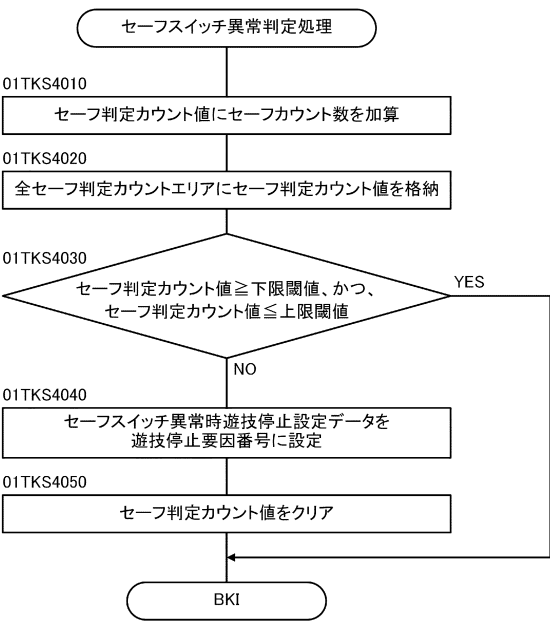 セーフスイッチ異常判定処理
01TKS4010
セーフ判定カウント値にセーフカウント数を加算
01TKS4020
全セーフ判定カウントエリアにセーフ判定カウント値を格納
01TKS4030
セーフ判定カウント値≧下限閾値、かつ、
セーフ判定カウント値≦上限閾値
YES
NO
01TKS4040
セーフスイッチ異常時遊技停止設定データを
遊技停止要因番号に設定
01TKS4050
セーフ判定カウント値をクリア
BKI